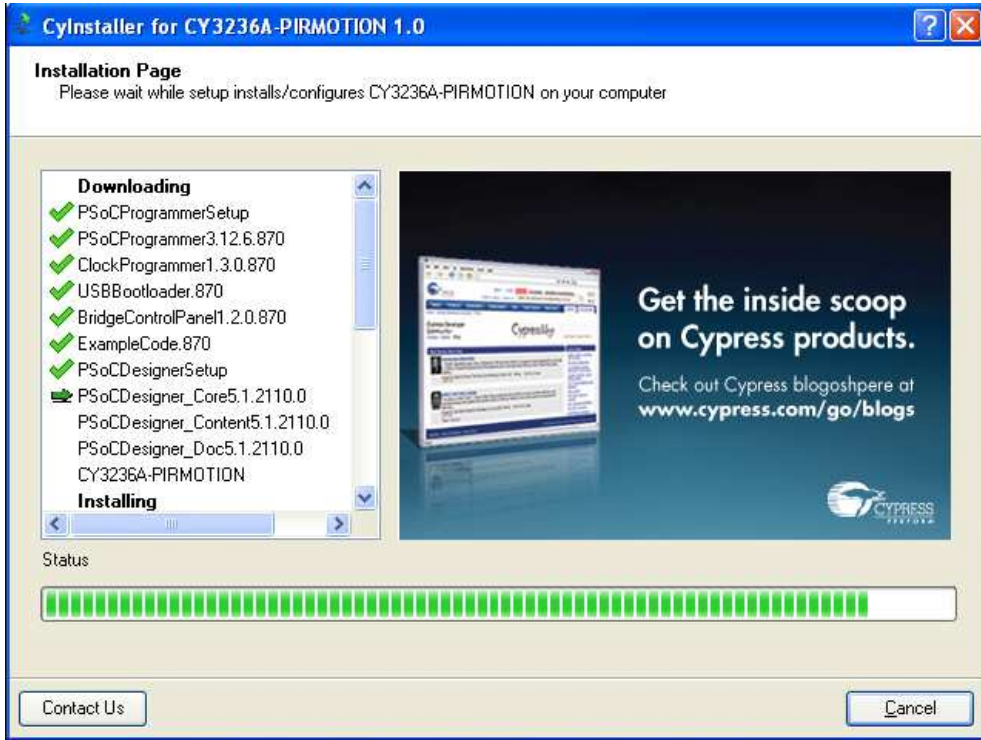 CyInstaller for CY3236A-PIRMOTION 1.0
Installation Page
Please wait while setup installs/configures CY3236A-PIRMOTION on your computer
Downloading
PSoCProgrammerSetup
PSoCProgrammer3.12.6.870
ClockProgrammer1.3.0.870
USBBootloader.870
BridgeControlPanel1.2.0.870
ExampleCode.870
PSoCDesignerSetup
PSoCDesigner_Core5.1.2110.0
PSoCDesigner_Content5.1.2110.0
PSoCDesigner_Doc5.1.2110.0
CY3236A-PIRMOTION
Installing
Get the inside scoop
on Cypress products.
Check out Cypress blogoshpere at
www.cypress.com/go/blogs
CYPRESS
PERFORM
Status
Contact Us
Cancel